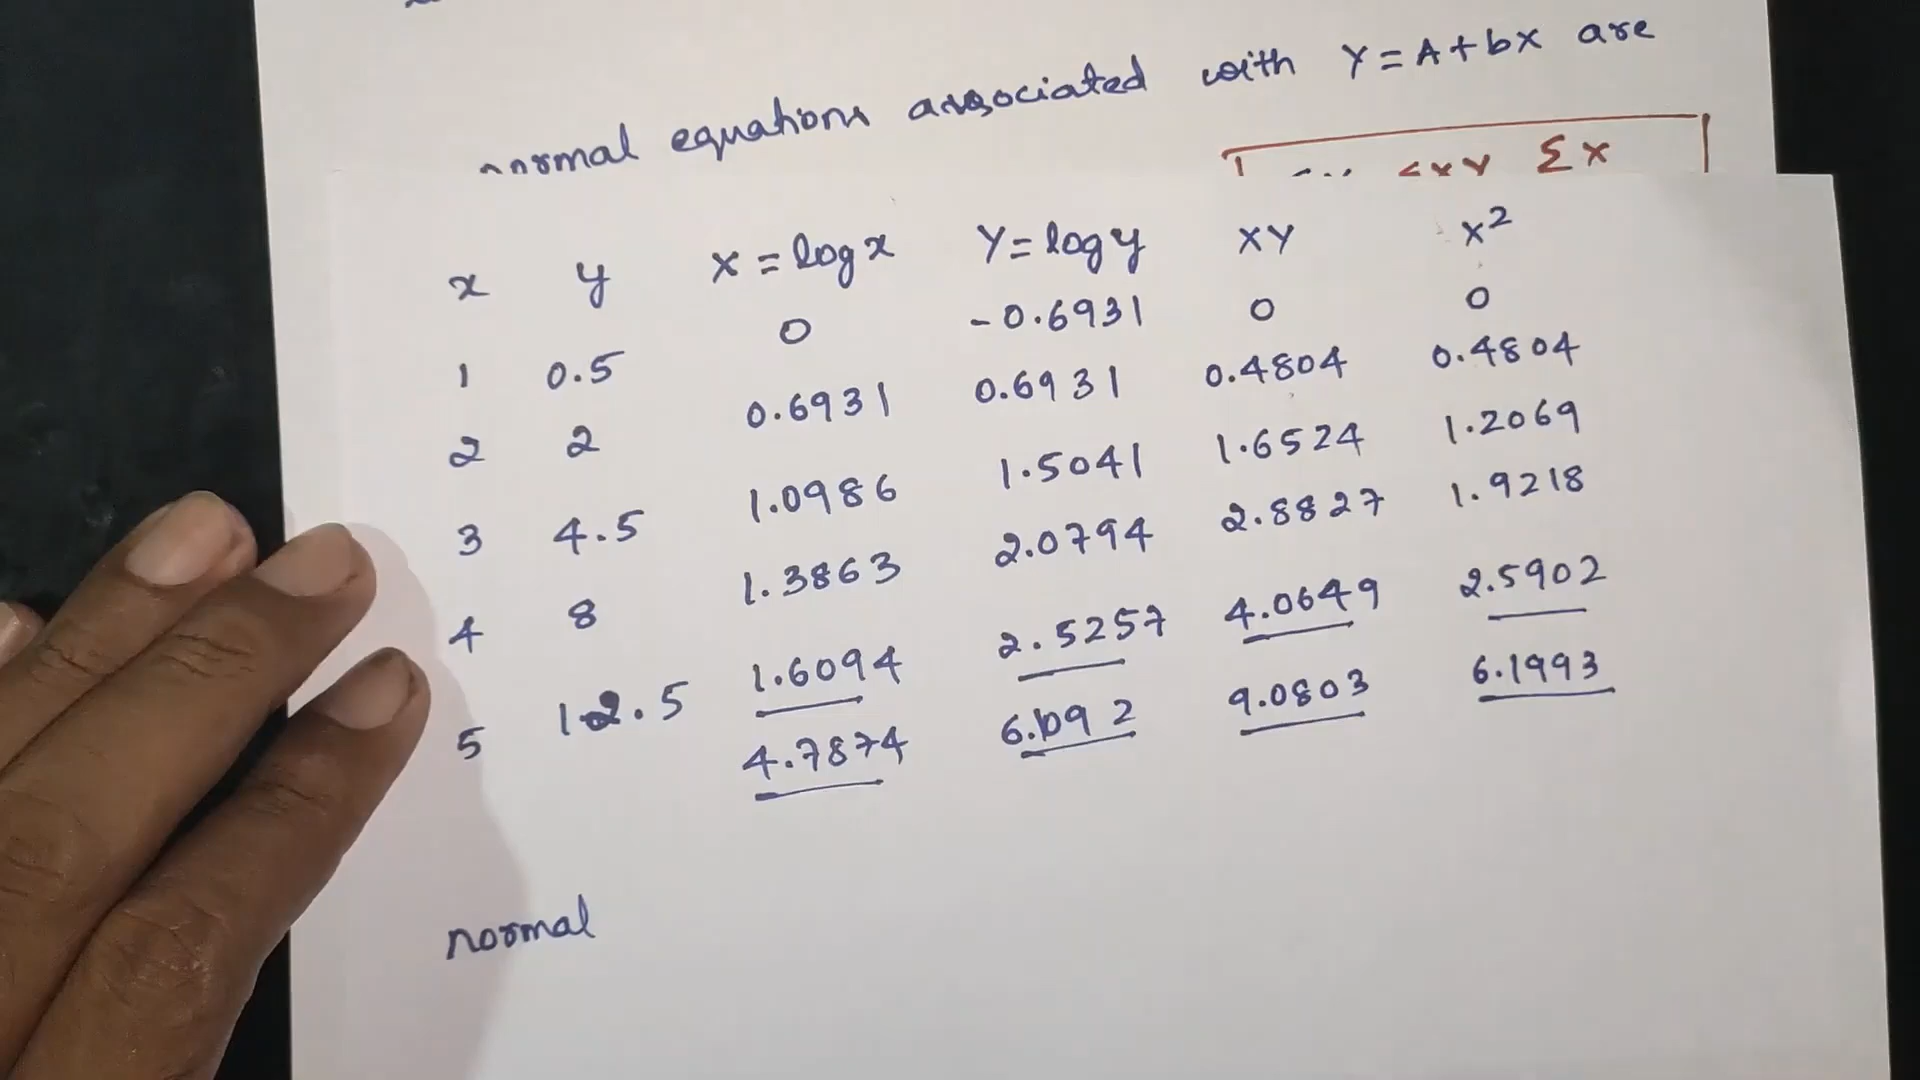 normal equations associated with Y = A + bX are
ΣX
x y X = log x Y = log y XY X²
1 0.5 0 -0.6931 0 0
2 2 0.6931 0.6931 0.4804 0.4804
3 4.5 1.0986 1.5041 1.6524 1.2069
4 8 1.3863 2.0794 2.8827 1.9218
5 12.5 1.6094 2.5257 4.0649 2.5902
4.7874 6.1092 9.0803 6.1993
normal